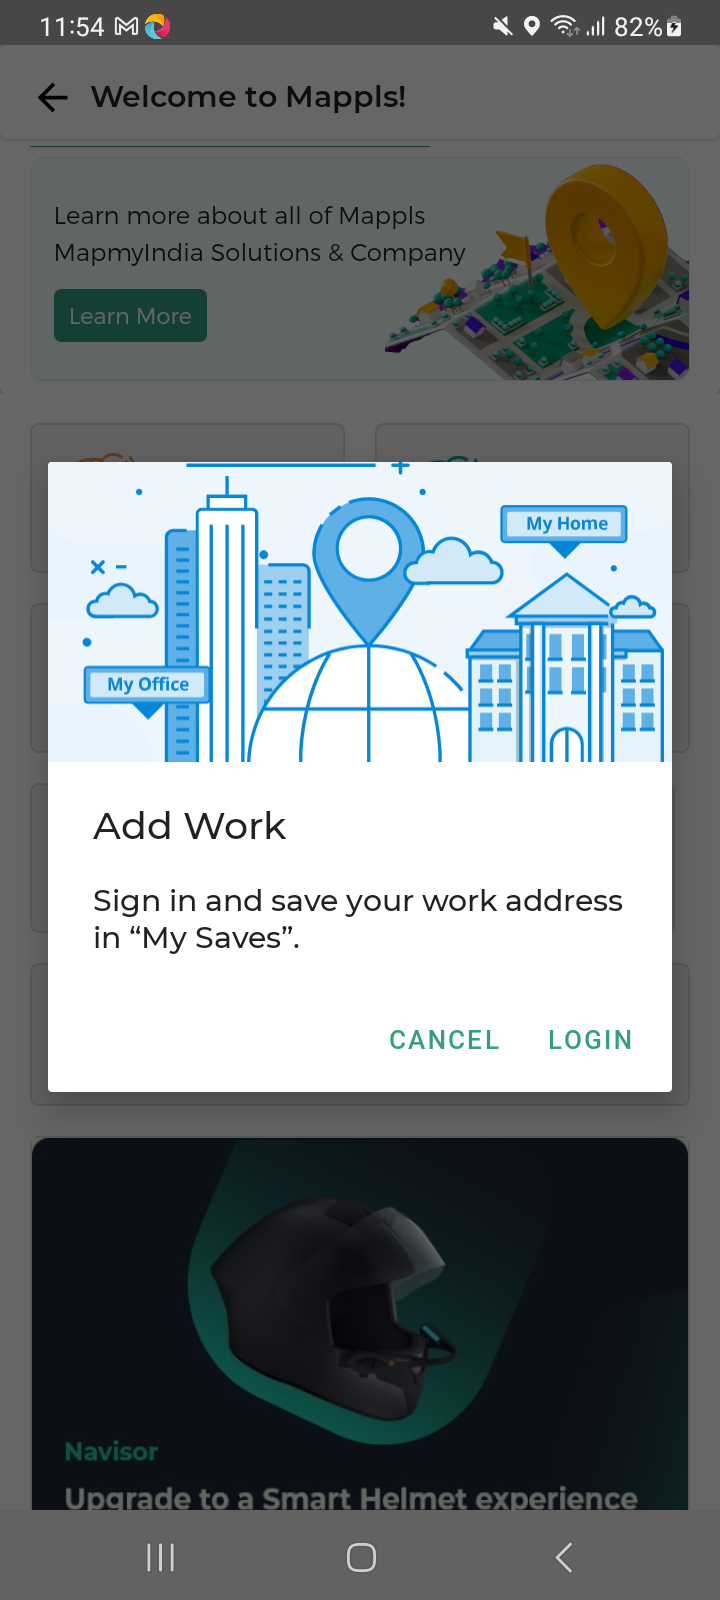 11:54
82%
Welcome to Mappls!
Learn more about all of Mappls
MapmyIndia Solutions & Company
Learn More
My Home
My Office
Add Work
Sign in and save your work address
in “My Saves”.
CANCEL
LOGIN
Navisor
Upgrade to a Smart Helmet experience